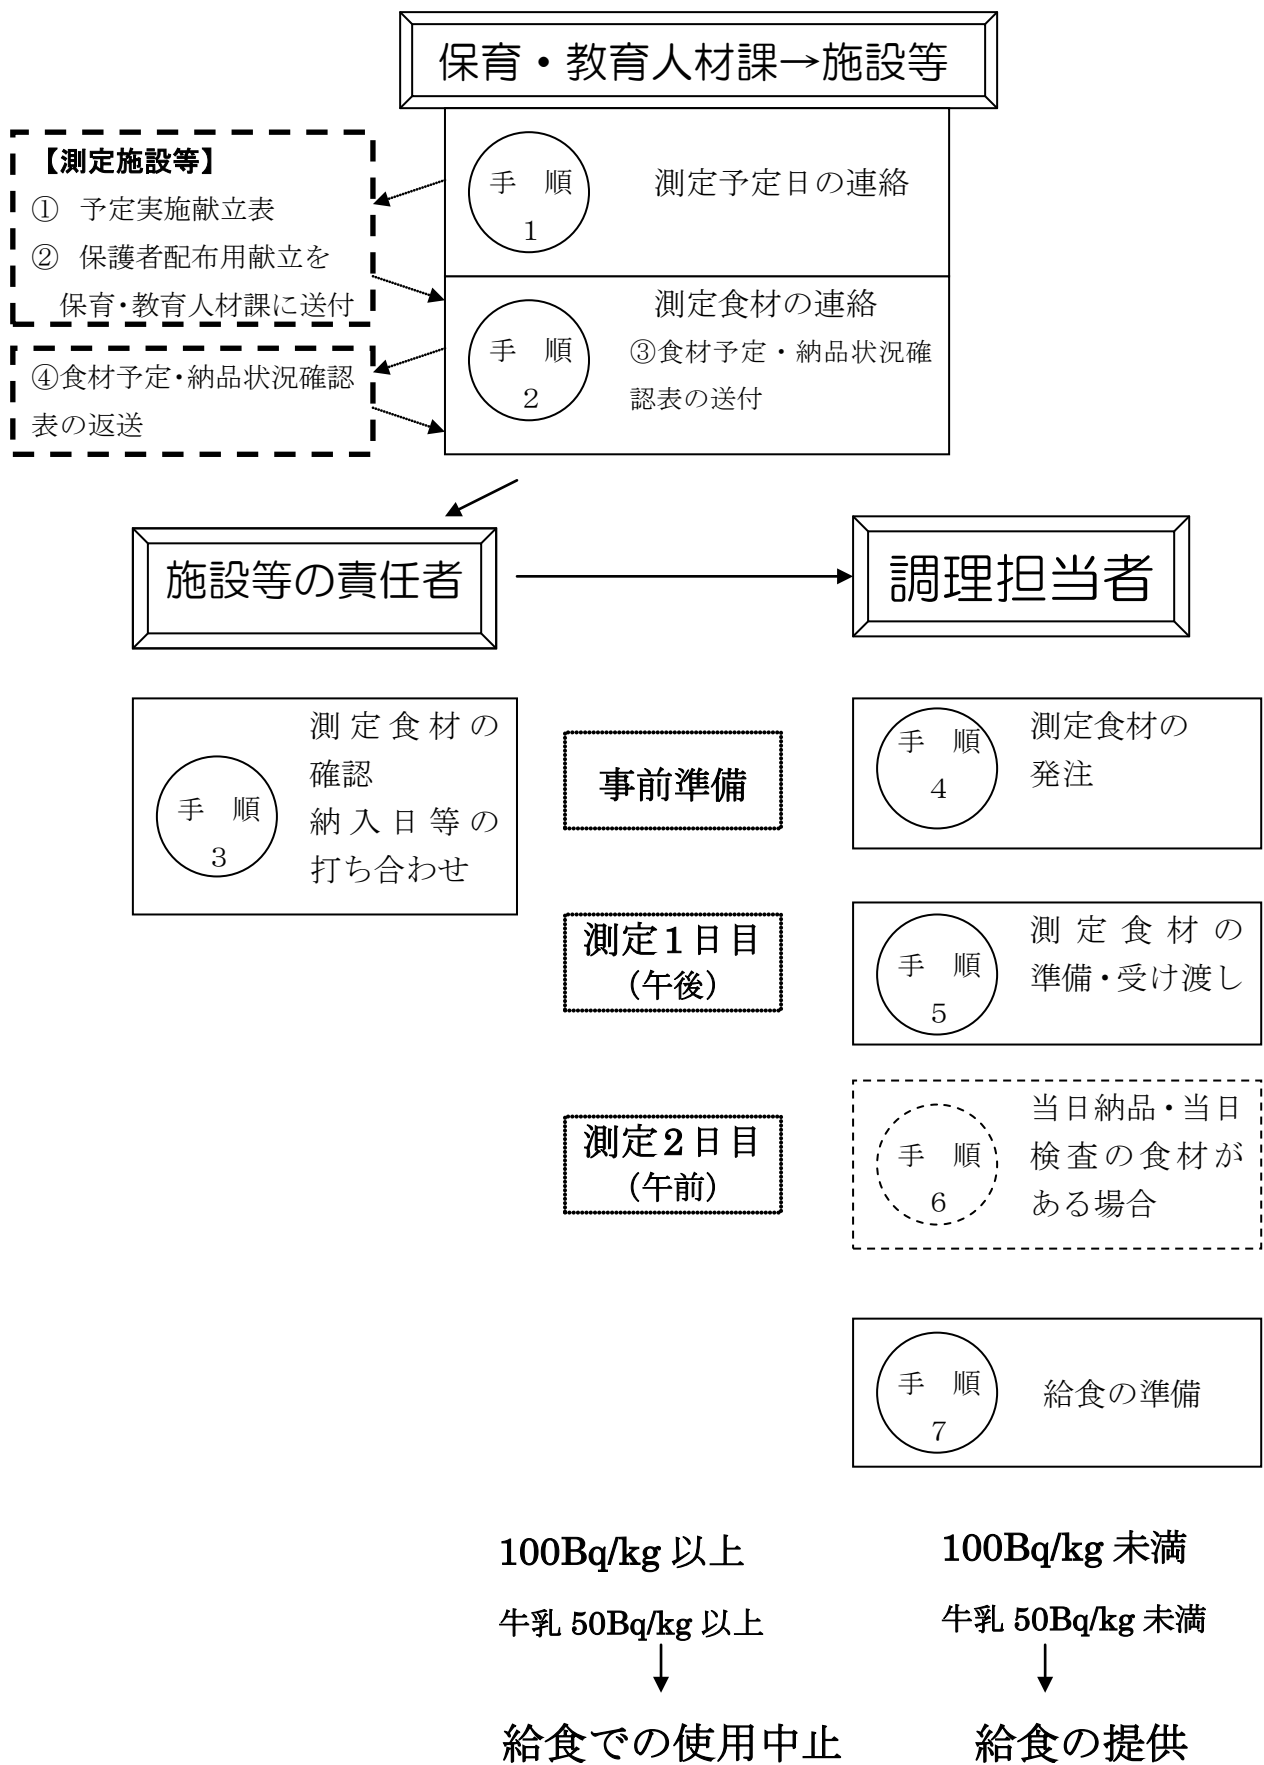 保育・教育人材課→施設等
【測定施設等】
① 予定実施献立表
② 保護者配布用献立を
保育・教育人材課に送付
手 順
1
測定予定日の連絡
④食材予定・納品状況確認
表の返送
手 順
2
測定食材の連絡
③食材予定・納品状況確
認表の送付
施設等の責任者
調理担当者
手 順
3
測定食材の
確認
納入日等の
打ち合わせ
事前準備
手 順
4
測定食材の
発注
測定1日目
(午後)
手 順
5
測定食材の
準備・受け渡し
測定2日目
(午前)
手 順
6
当日納品・当日
検査の食材が
ある場合
手 順
7
給食の準備
100Bq/kg 以上
牛乳 50Bq/kg 以上
給食での使用中止
100Bq/kg 未満
牛乳 50Bq/kg 未満
給食の提供